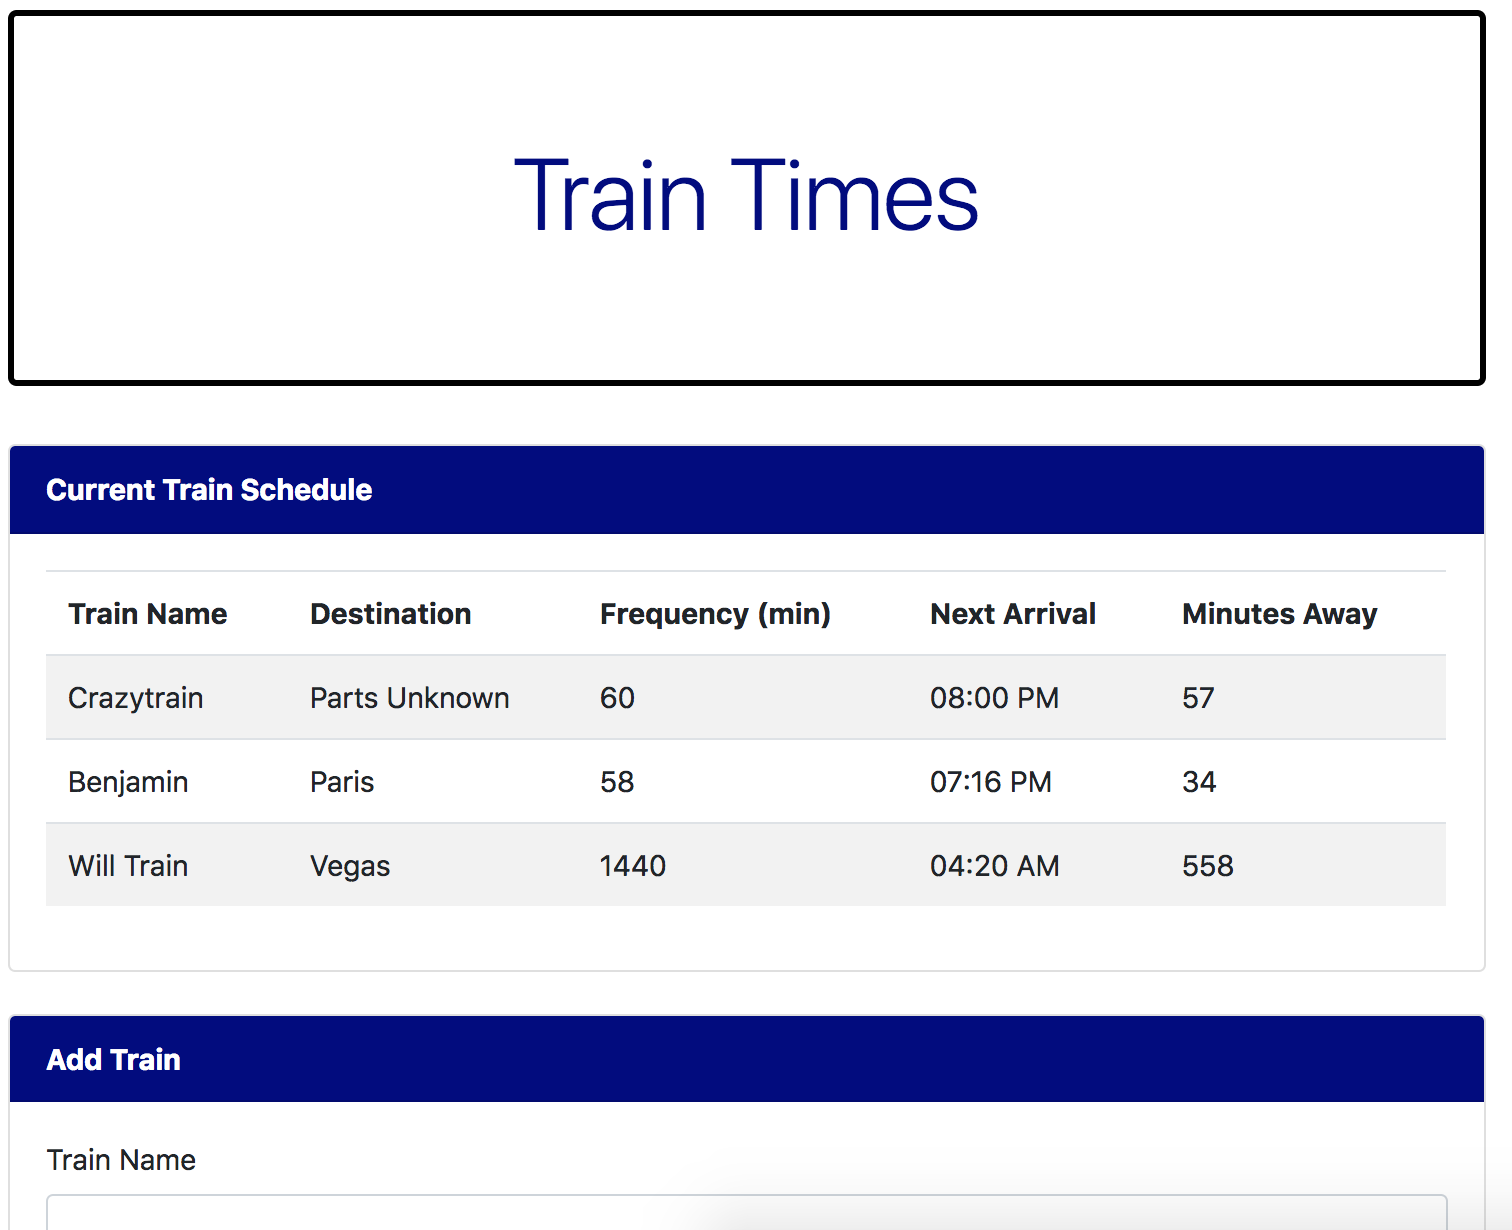 Train Times
Current Train Schedule
Train Name Destination Frequency (min) Next Arrival Minutes Away
Crazytrain Parts Unknown 60 08:00 PM 57
Benjamin Paris 58 07:16 PM 34
Will Train Vegas 1440 04:20 AM 558
Add Train
Train Name